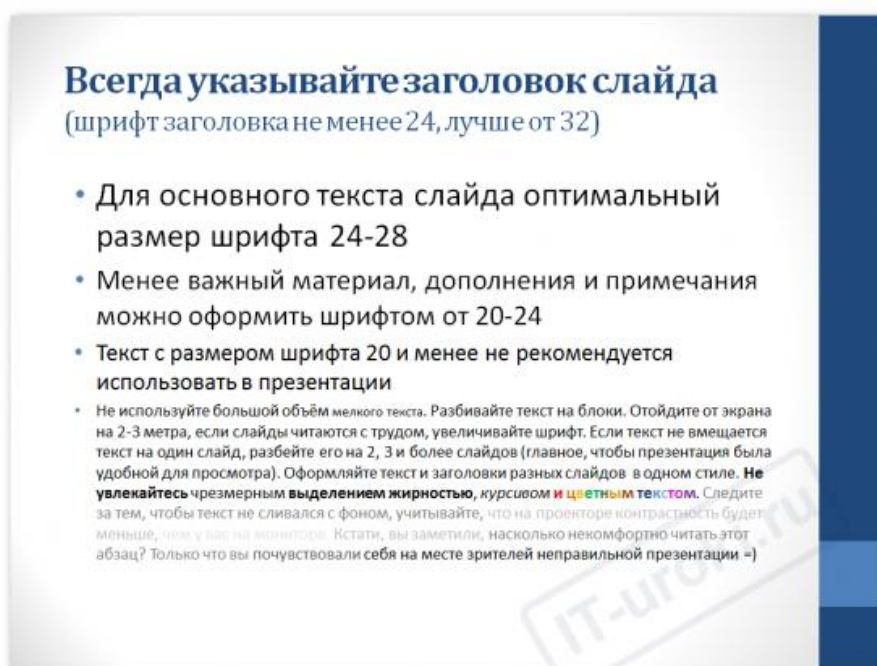 Всегда указывайте заголовок слайда
(шрифт заголовка не менее 24, лучше от 32)
• Для основного текста слайда оптимальный
размер шрифта 24-28
• Менее важный материал, дополнения и примечания
можно оформить шрифтом от 20-24
• Текст с размером шрифта 20 и менее не рекомендуется
использовать в презентации
• Не используйте большой объём мелкого текста. Разбивайте текст на блоки. Отойдите от экрана
на 2-3 метра, если слайды читаются с трудом, увеличивайте шрифт. Если текст не вмещается
текст на один слайд, разбейте его на 2, 3 и более слайдов (главное, чтобы презентация была
удобной для просмотра). Оформляйте текст и заголовки разных слайдов в одном стиле. Не
увлекайтесь чрезмерным выделением жирностью, курсивом и цветным текстом. Следите
за тем, чтобы текст не сливался с фоном, учитывайте, что на проекторе контрастность будет
меньше, чем у вас на мониторе. Кстати, вы заметили, насколько некомфортно читать этот
абзац? Только что вы почувствовали себя на месте зрителей неправильной презентации =)
IT-uroki.ru